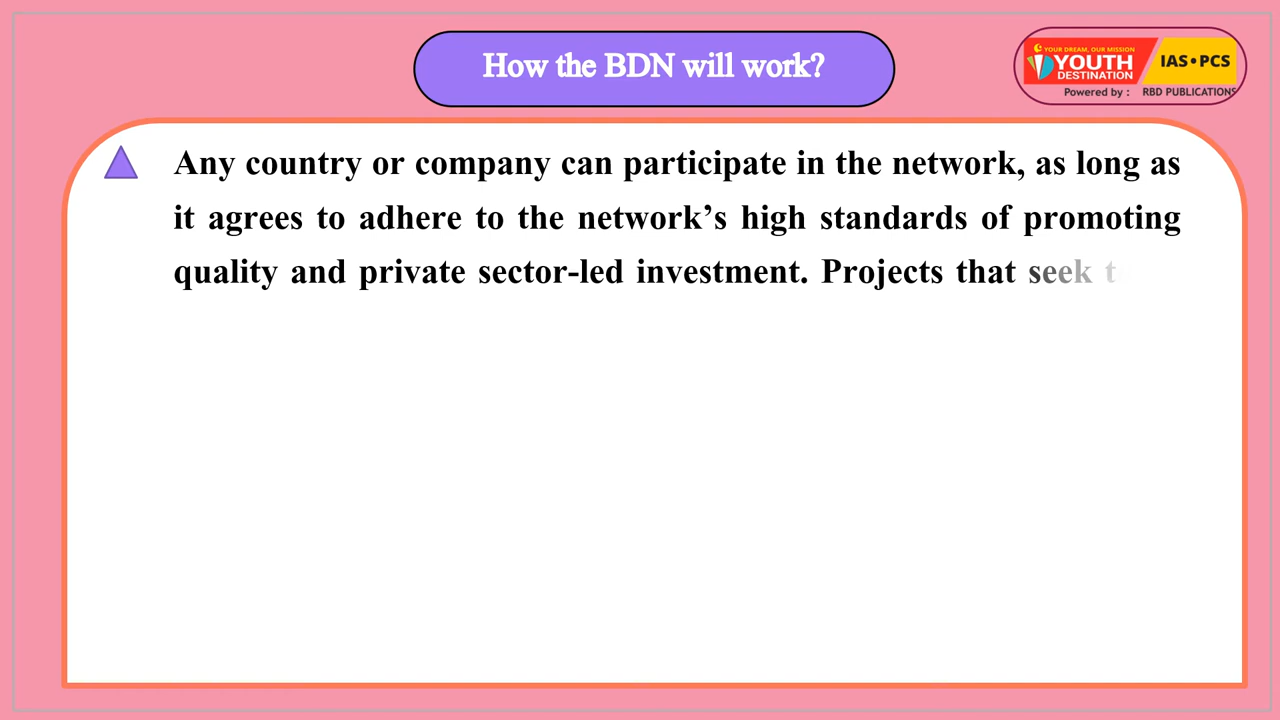 How the BDN will work?
YOUR DREAM, OUR MISSION
YOUTH
DESTINATION
IAS•PCS
Powered by : RBD PUBLICATIONS
Any country or company can participate in the network, as long as
it agrees to adhere to the network’s high standards of promoting
quality and private sector-led investment. Projects that seek